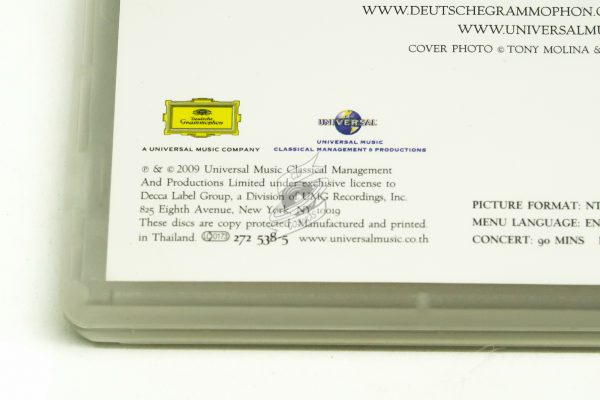 WWW.DEUTSCHEGRAMMOPHON.C
WWW.UNIVERSALMU
COVER PHOTO © TONY MOLINA &
Deutsche
Grammophon
A UNIVERSAL MUSIC COMPANY
UNIVERSAL
UNIVERSAL MUSIC
CLASSICAL MANAGEMENT & PRODUCTIONS
℗ & © 2009 Universal Music Classical Management
And Productions Limited under exclusive license to
Decca Label Group, a Division of UMG Recordings, Inc.
825 Eighth Avenue, New York, NY 10019
These discs are copy protected. Manufactured and printed
in Thailand. 272 538-5 www.universalmusic.co.th
PICTURE FORMAT: NT
MENU LANGUAGE: EN
CONCERT: 90 MINS